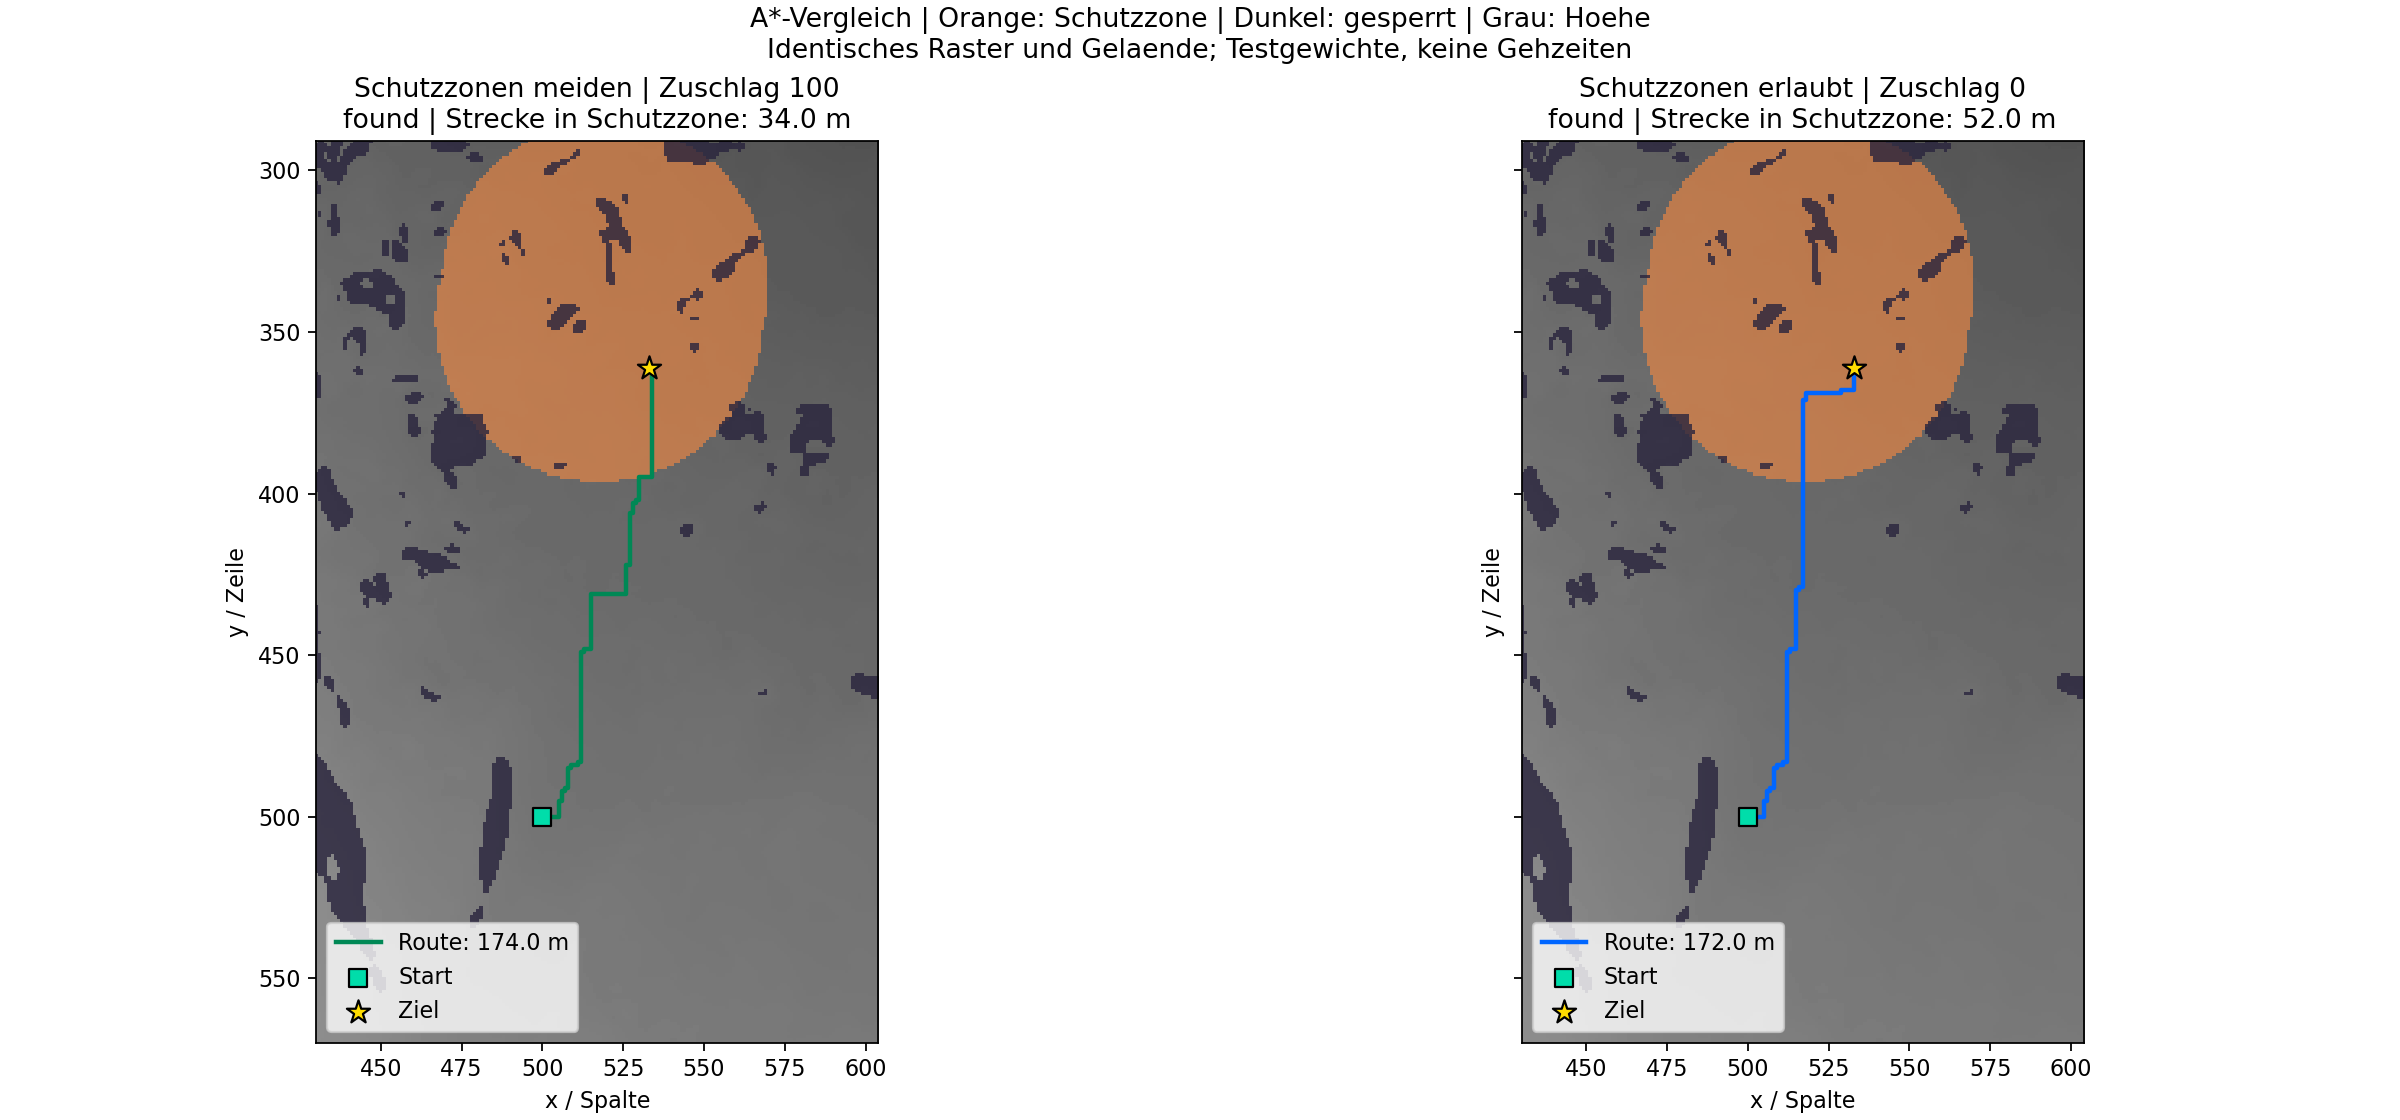 A*-Vergleich | Orange: Schutzzone | Dunkel: gesperrt | Grau: Hoehe
Identisches Raster und Gelaende; Testgewichte, keine Gehzeiten
Schutzzonen meiden | Zuschlag 100
found | Strecke in Schutzzone: 34.0 m
300
350
400
450
500
550
y / Zeile
Route: 174.0 m
Start
Ziel
450
475
500
525
550
575
600
x / Spalte
Schutzzonen erlaubt | Zuschlag 0
found | Strecke in Schutzzone: 52.0 m
y / Zeile
Route: 172.0 m
Start
Ziel
450
475
500
525
550
575
600
x / Spalte